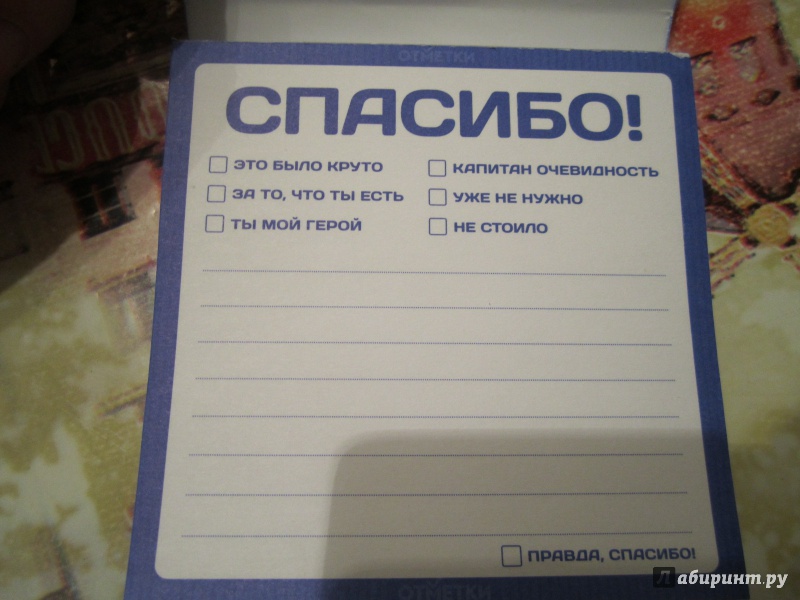 ОТМЕТКИ
СПАСИБО!
ЭТО БЫЛО КРУТО
КАПИТАН ОЧЕВИДНОСТЬ
ЗА ТО, ЧТО ТЫ ЕСТЬ
УЖЕ НЕ НУЖНО
ТЫ МОЙ ГЕРОЙ
НЕ СТОИЛО
ПРАВДА, СПАСИБО!
ОТМЕТКИ
Лабиринт.ру